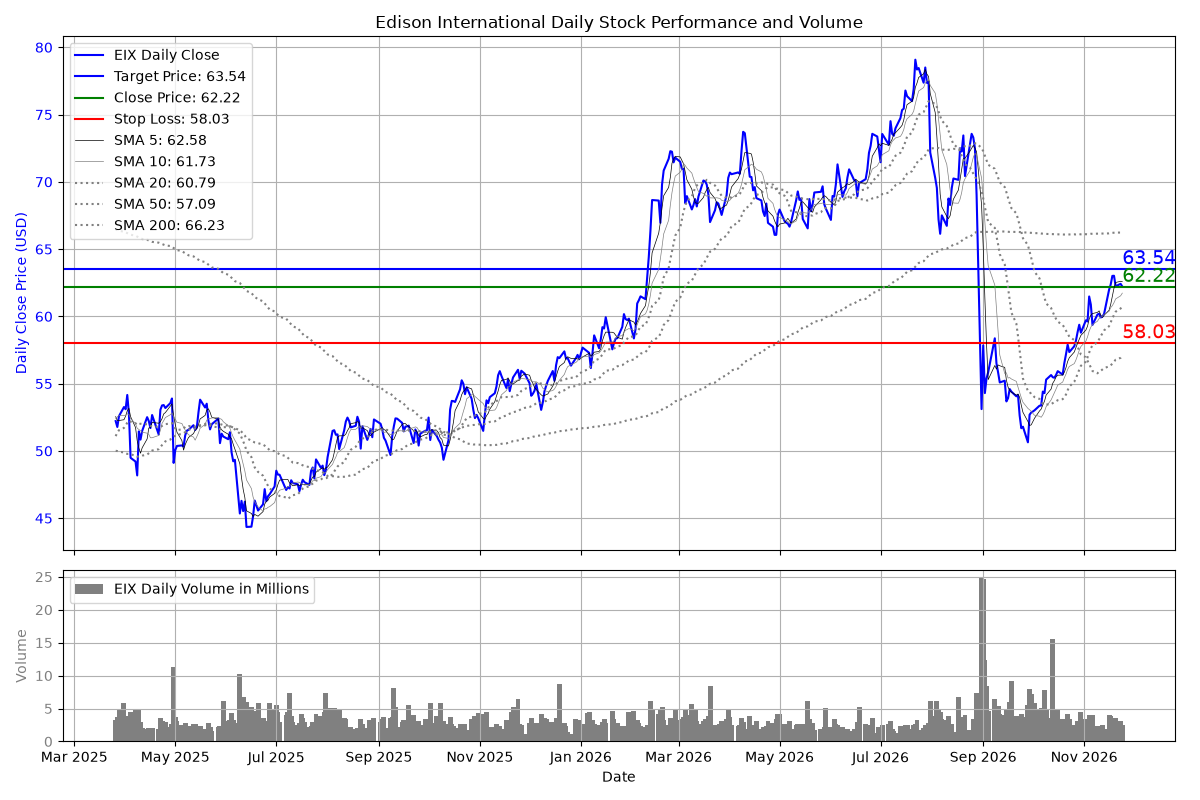 Edison International Daily Stock Performance and Volume
80
75
70
65
60
55
50
45
Daily Close Price (USD)
EIX Daily Close
Target Price: 63.54
Close Price: 62.22
Stop Loss: 58.03
SMA 5: 62.58
SMA 10: 61.73
SMA 20: 60.79
SMA 50: 57.09
SMA 200: 66.23
63.54
62.22
58.03
25
20
15
10
5
0
Volume
EIX Daily Volume in Millions
Mar 2025 May 2025 Jul 2025 Sep 2025 Nov 2025 Jan 2026 Mar 2026 May 2026 Jul 2026 Sep 2026 Nov 2026
Date